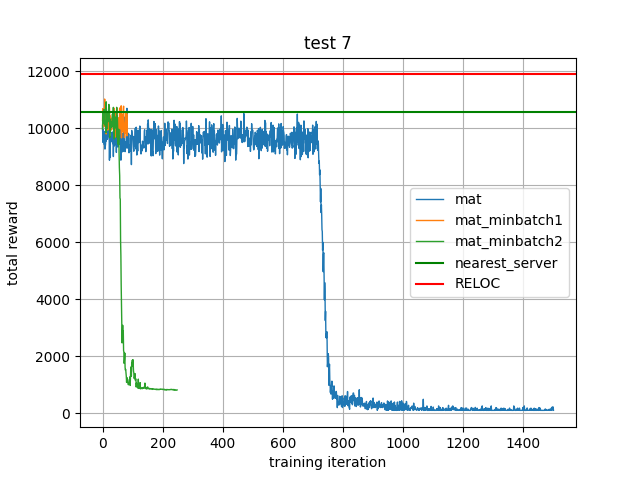 test 7
total reward
12000
10000
8000
6000
4000
2000
0
mat
mat_minbatch1
mat_minbatch2
nearest_server
RELOC
0
200
400
600
800
1000
1200
1400
training iteration